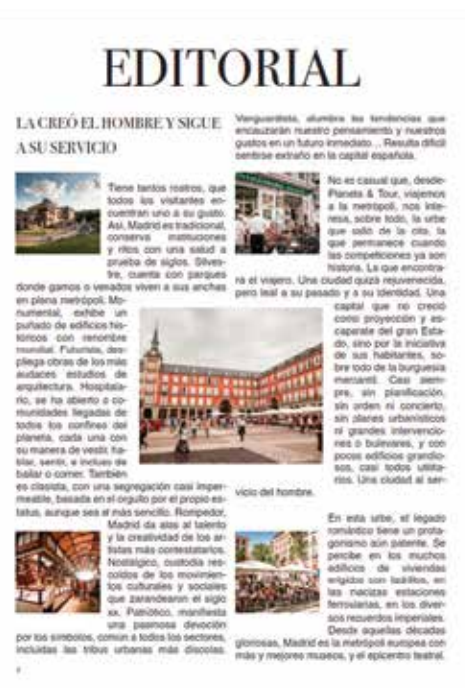 EDITORIAL
LA CREÓ EL HOMBRE Y SIGUE
A SU SERVICIO
Tiene tantos rostros, que
todos los visitantes en-
cuentran uno a su gusto.
Así, Madrid es tradicional,
conserva instituciones
y ritos con una salud a
prueba de siglos. Silves-
tre, cuenta con parques
donde gamos o venados viven a sus anchas
en plena metrópoli. Mo-
numental, exhibe un
puñado de edificios his-
tóricos con renombre
mundial. Futurista, des-
pliega obras de los más
audaces estudios de
arquitectura. Hospitala-
rio, se ha abierto a co-
munidades llegadas de
todos los confines del
planeta, cada una con
su manera de vestir, ha-
blar, sentir, e incluso de
bailar o comer. También
es clasista, con una segregación casi imper-
meable, basada en el orgullo por el propio es-
tatus, aunque sea el más sencillo. Rompedor,
Madrid da alas al talento
y la creatividad de los ar-
tistas más contestatarios.
Nostálgico, custodia res-
coldos de los movimien-
tos culturales y sociales
que zarandearon el siglo
xx. Patriótico, manifiesta
una pasmosa devoción
por los símbolos, común a todos los sectores,
incluidas las tribus urbanas más díscolas.
Vanguardista, alumbra las tendencias que
encauzarán nuestro pensamiento y nuestros
gustos en un futuro inmediato... Resulta difícil
sentirse extraño en la capital española.
No es casual que, desde
Planeta & Tour, viajemos
a la metrópoli, nos inte-
resa, sobre todo, la urbe
que salió de la cita, la
que permanece cuando
las competiciones ya son
historia. La que encontra-
rá el viajero. Una ciudad quizá rejuvenecida,
pero leal a su pasado y a su identidad. Una
capital que no creció
como proyección y es-
caparate del gran Esta-
do, sino por la iniciativa
de sus habitantes, so-
bre todo de la burguesía
mercantil. Casi siem-
pre, sin planificación,
sin orden ni concierto,
sin planes urbanísticos
ni grandes intervencio-
nes o bulevares, y con
pocos edificios grandio-
sos, casi todos utilita-
rios. Una ciudad al ser-
vicio del hombre.
En esta urbe, el legado
romántico tiene un prota-
gonismo aún patente. Se
percibe en los muchos
edificios de viviendas
erigidos con ladrillos, en
las macizas estaciones
ferroviarias, en los diver-
sos recuerdos imperiales.
Desde aquellas décadas
gloriosas, Madrid es la metrópoli europea con
más y mejores museos, y el epicentro teatral.